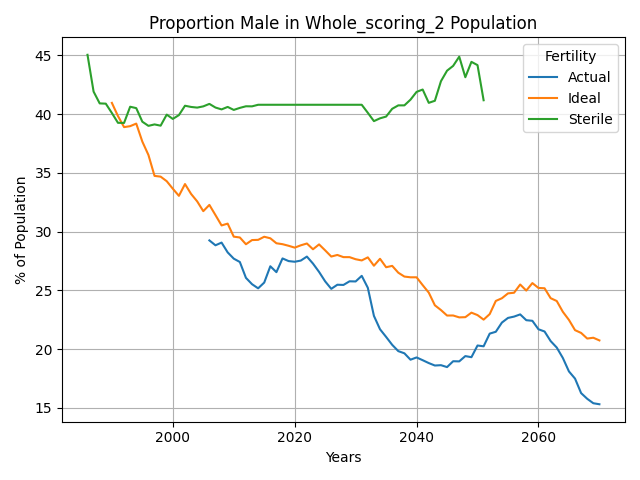 Proportion Male in Whole_scoring_2 Population
Fertility
Actual
Ideal
Sterile
% of Population
45
40
35
30
25
20
15
2000 2020 2040 2060
Years